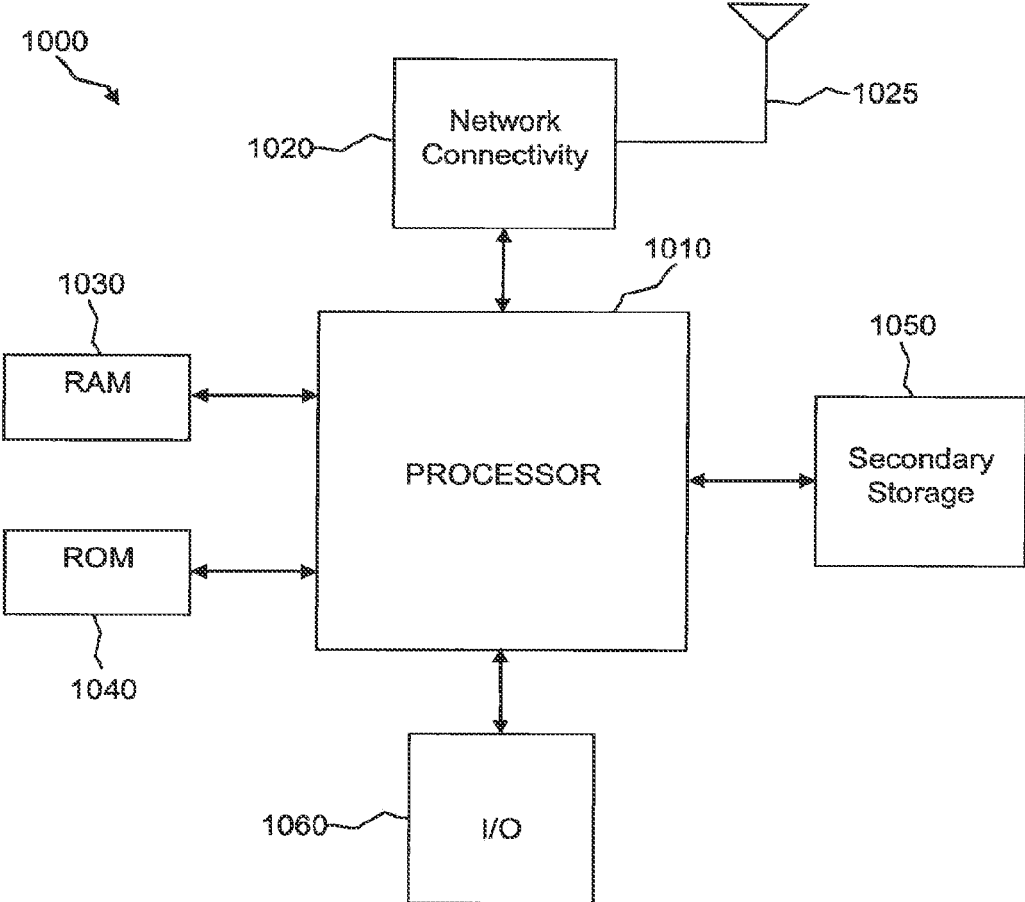 1000
Network
Connectivity
1025
1020
1010
1030
RAM
1050
PROCESSOR
Secondary
Storage
ROM
1040
1060
I/O